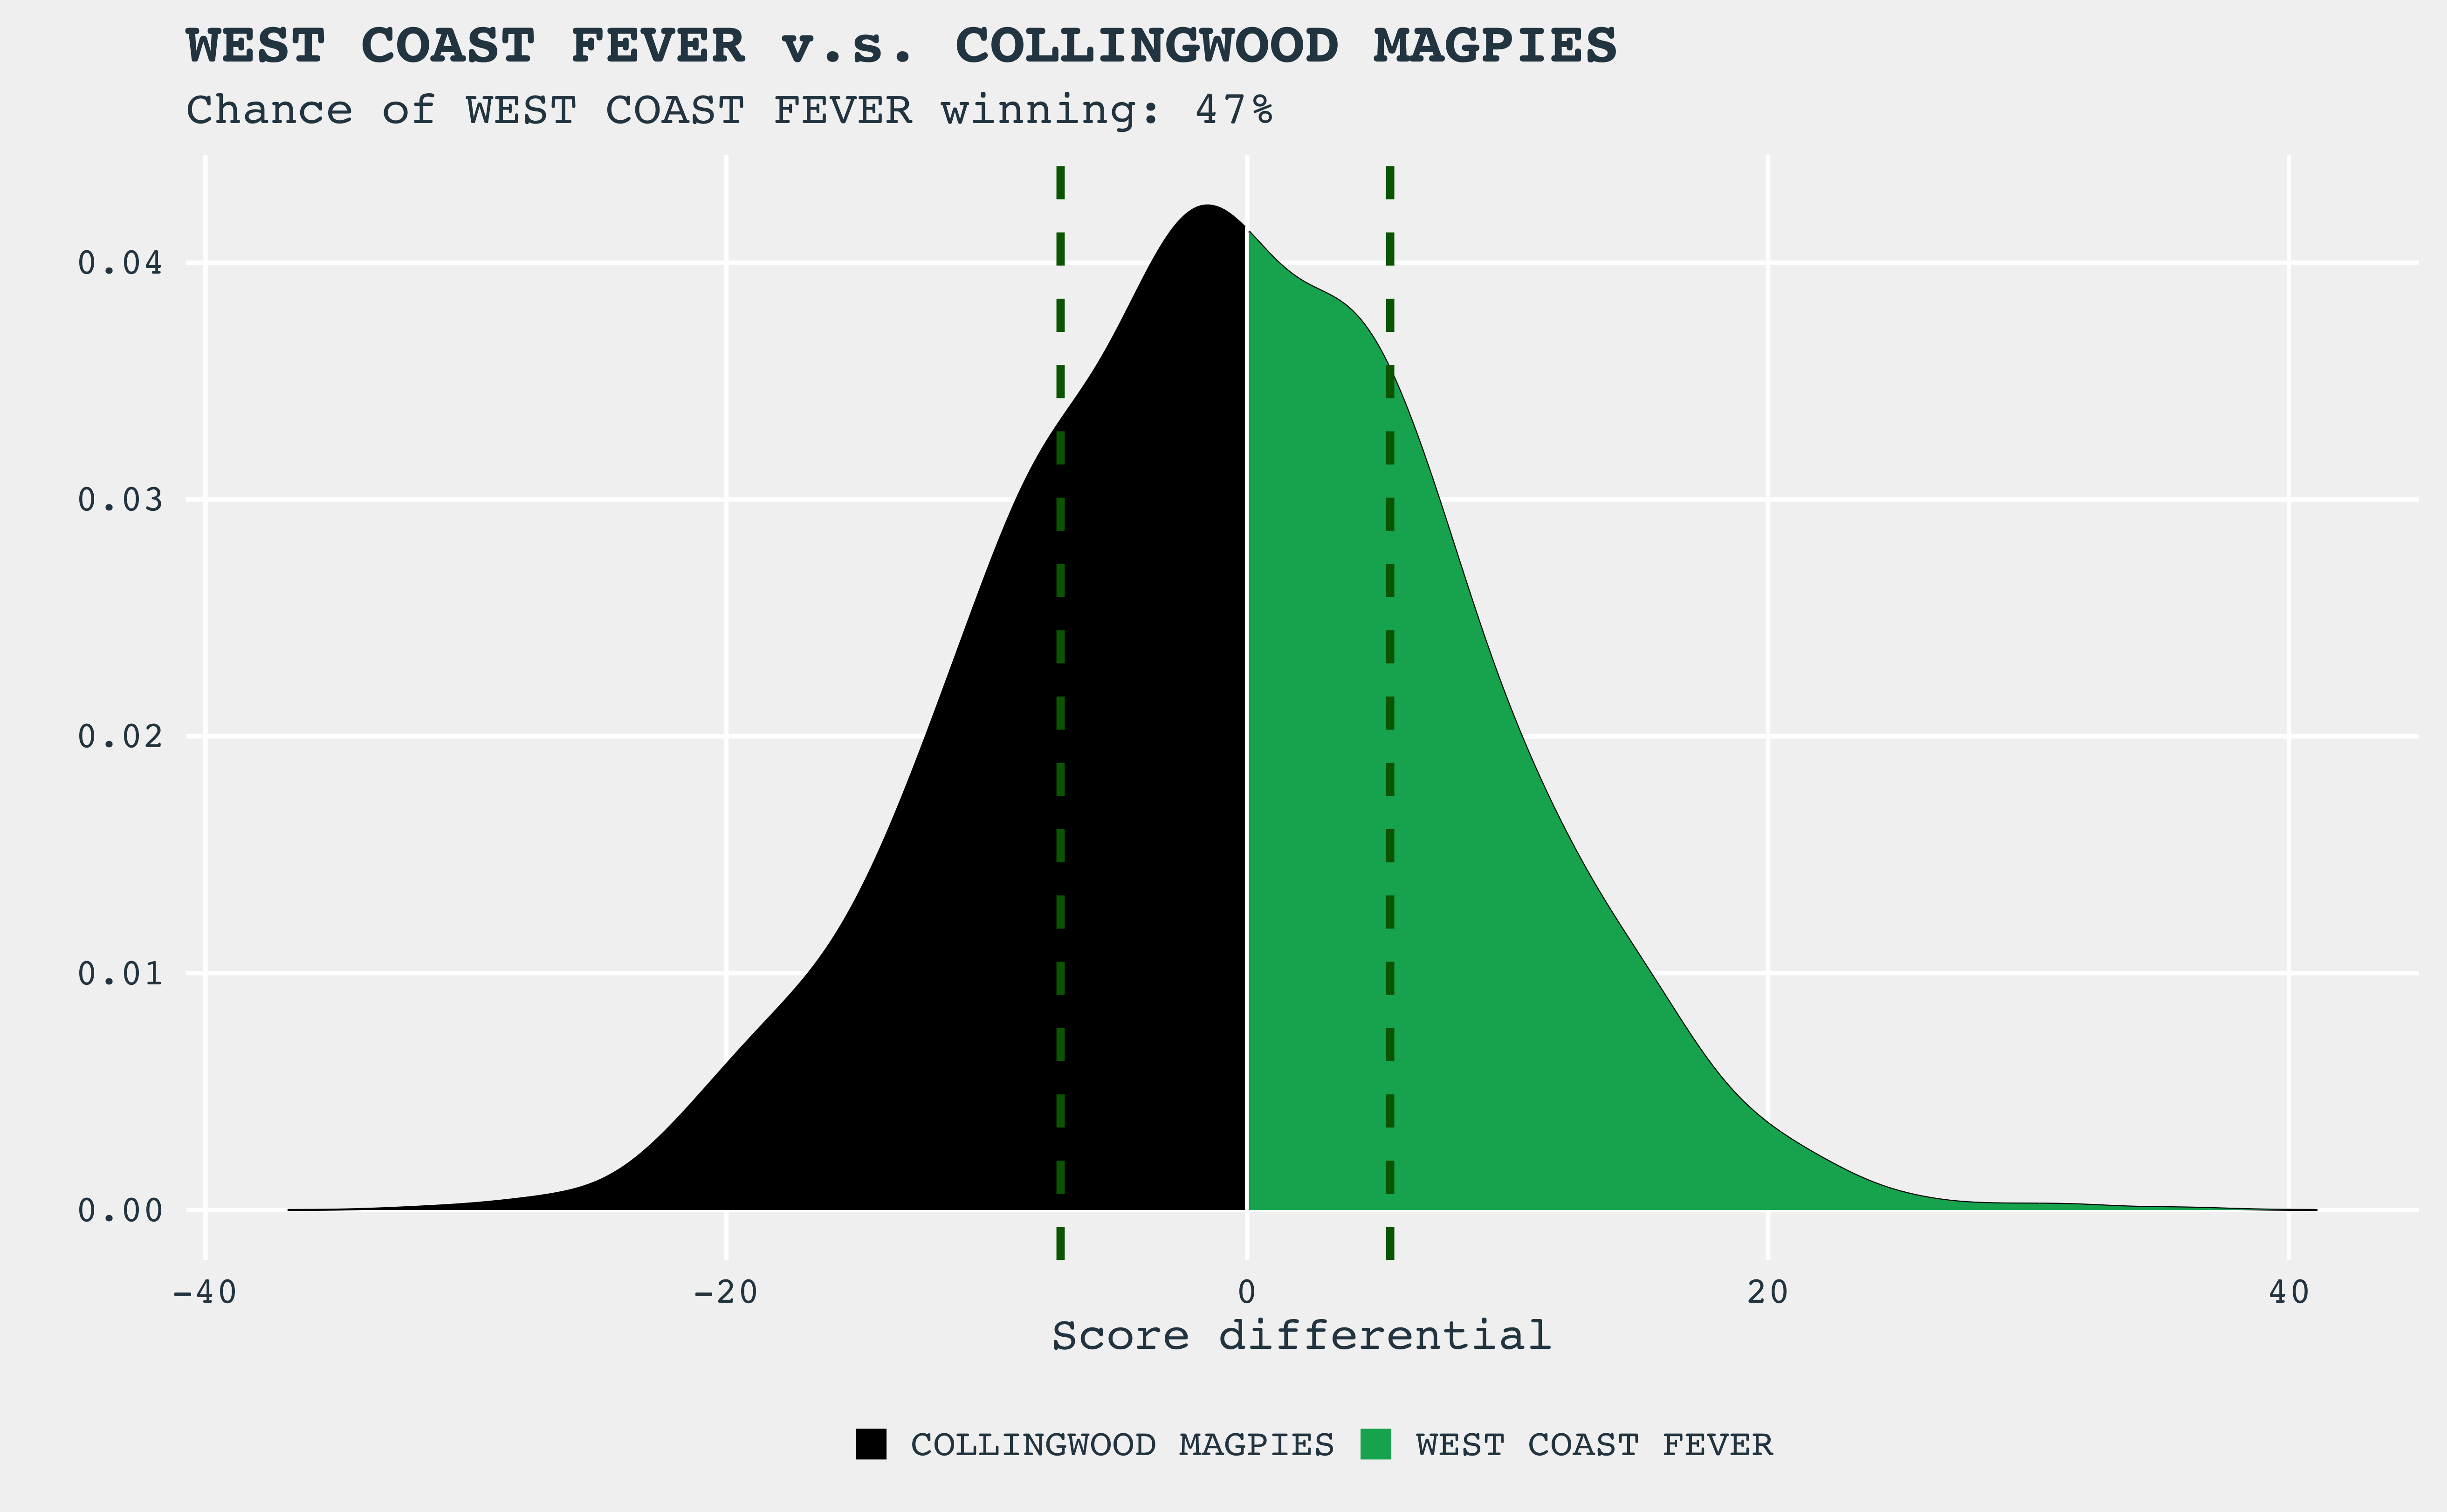 WEST COAST FEVER v.s. COLLINGWOOD MAGPIES
Chance of WEST COAST FEVER winning: 47%
0.04
0.03
0.02
0.01
0.00
-40 -20 0 20 40
Score differential
COLLINGWOOD MAGPIES WEST COAST FEVER